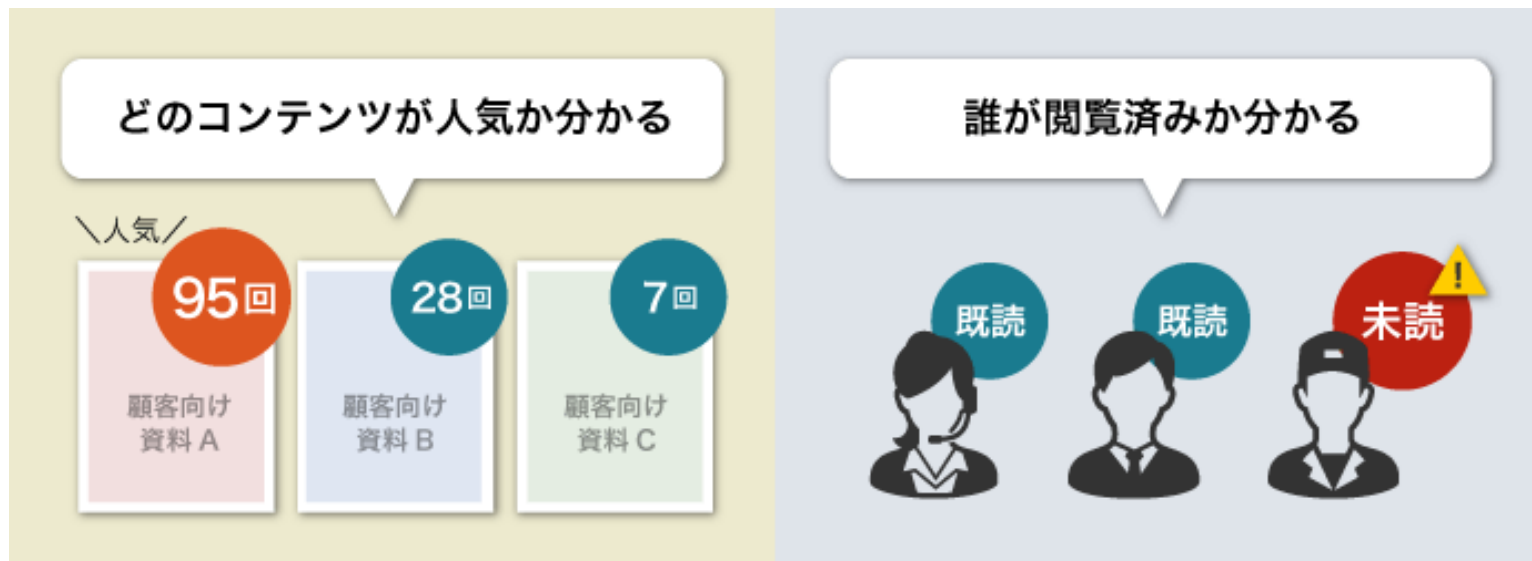 どのコンテンツが人気か分かる
＼人気／
95回
28回
7回
顧客向け
資料 A
顧客向け
資料 B
顧客向け
資料 C
誰が閲覧済みか分かる
既読
既読
未読
!